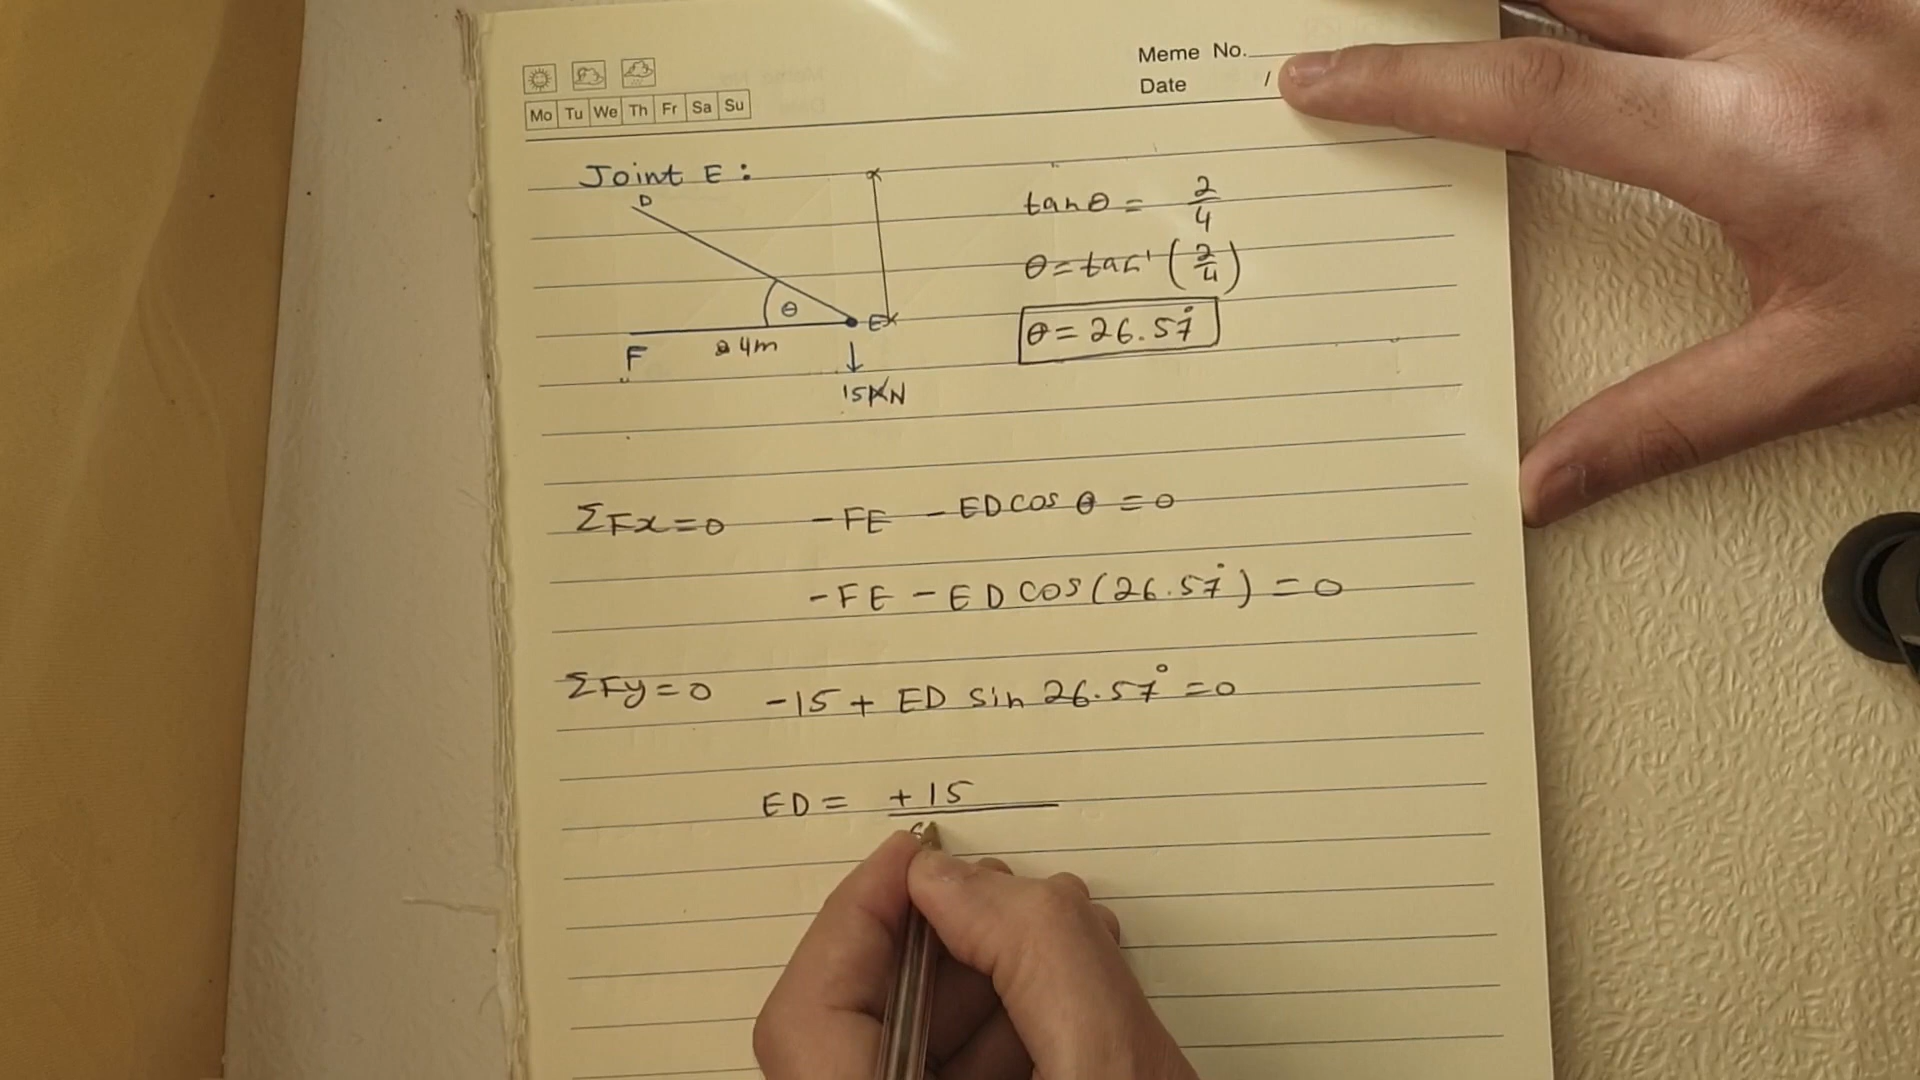 Meme No.
Date /
Mo Tu We Th Fr Sa Su
Joint E:
D
θ
E
F
4m
15kN
tanθ = 2/4
θ = tan⁻¹(2/4)
θ = 26.57°
ΣFx = 0 -FE - EDcos θ = 0
-FE - ED cos(26.57°) = 0
ΣFy = 0 -15 + ED sin 26.57° = 0
ED = +15